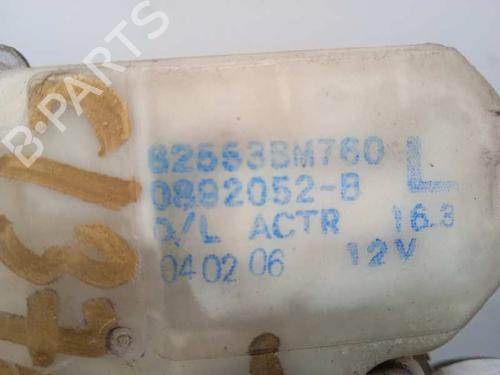 82553BM760
0892052-B
D/L ACTR 16.3
04 02 06 12V
L
B-PARTS